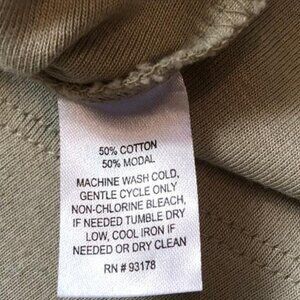 50% COTTON
50% MODAL
MACHINE WASH COLD,
GENTLE CYCLE ONLY
NON-CHLORINE BLEACH,
IF NEEDED TUMBLE DRY
LOW, COOL IRON IF
NEEDED OR DRY CLEAN
RN # 93178